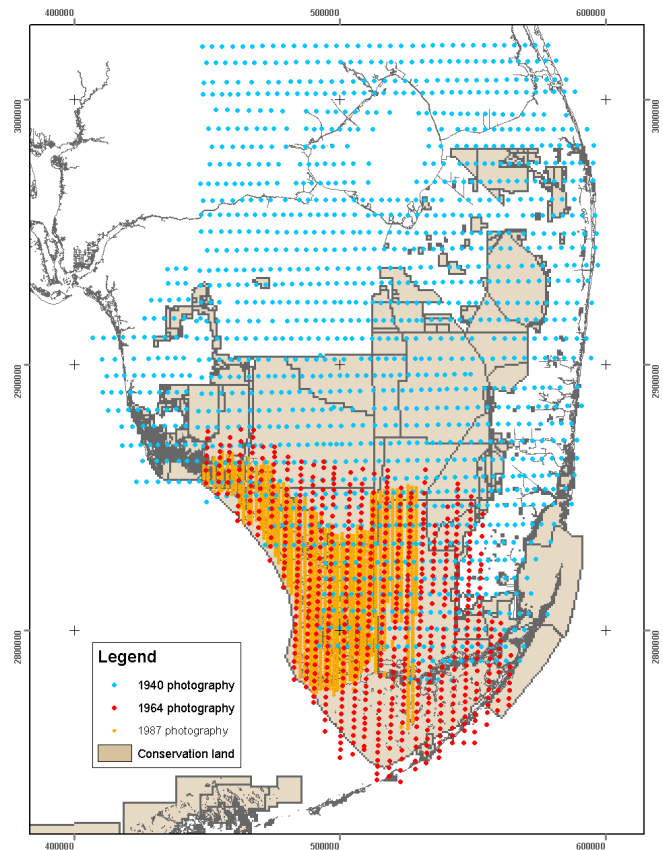 400000 500000 600000
3000000 3000000
2900000 2900000
2800000 2800000
Legend
1940 photography
1964 photography
1987 photography
Conservation land
400000 500000 600000